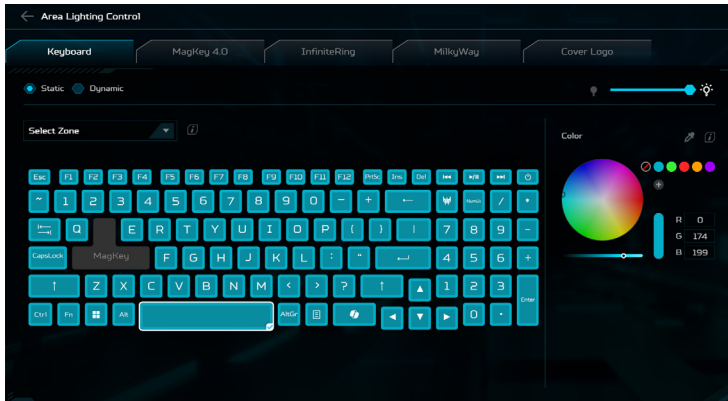 Area Lighting Control
Keyboard MagKey 4.0 InfiniteRing MilkyWay Cover Logo
Static Dynamic
Select Zone
Color
Esc F1 F2 F3 F4 F5 F6 F7 F8 F9 F10 F11 F12 PrtSc Ins Del
~ 1 2 3 4 5 6 7 8 9 0 - + NumLk / *
Q E R T Y U I O P { } | 7 8 9 -
CapsLock MagKey F G H J K L : " 4 5 6 +
Z X C V B N M < > ? 1 2 3 Enter
Ctrl Fn Alt AltGr 0 .
R 0
G 174
B 199